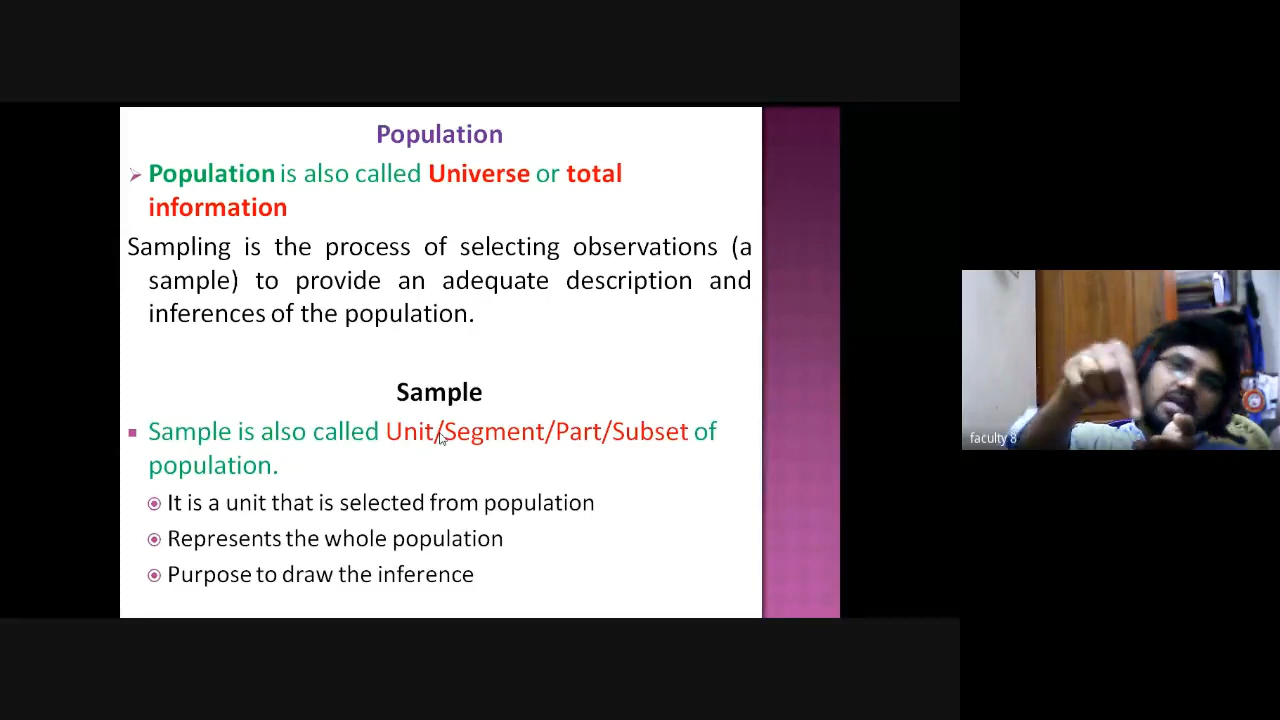 Population
Population is also called Universe or total
information
Sampling is the process of selecting observations (a
sample) to provide an adequate description and
inferences of the population.
Sample
Sample is also called Unit/Segment/Part/Subset of
population.
It is a unit that is selected from population
Represents the whole population
Purpose to draw the inference
faculty 8